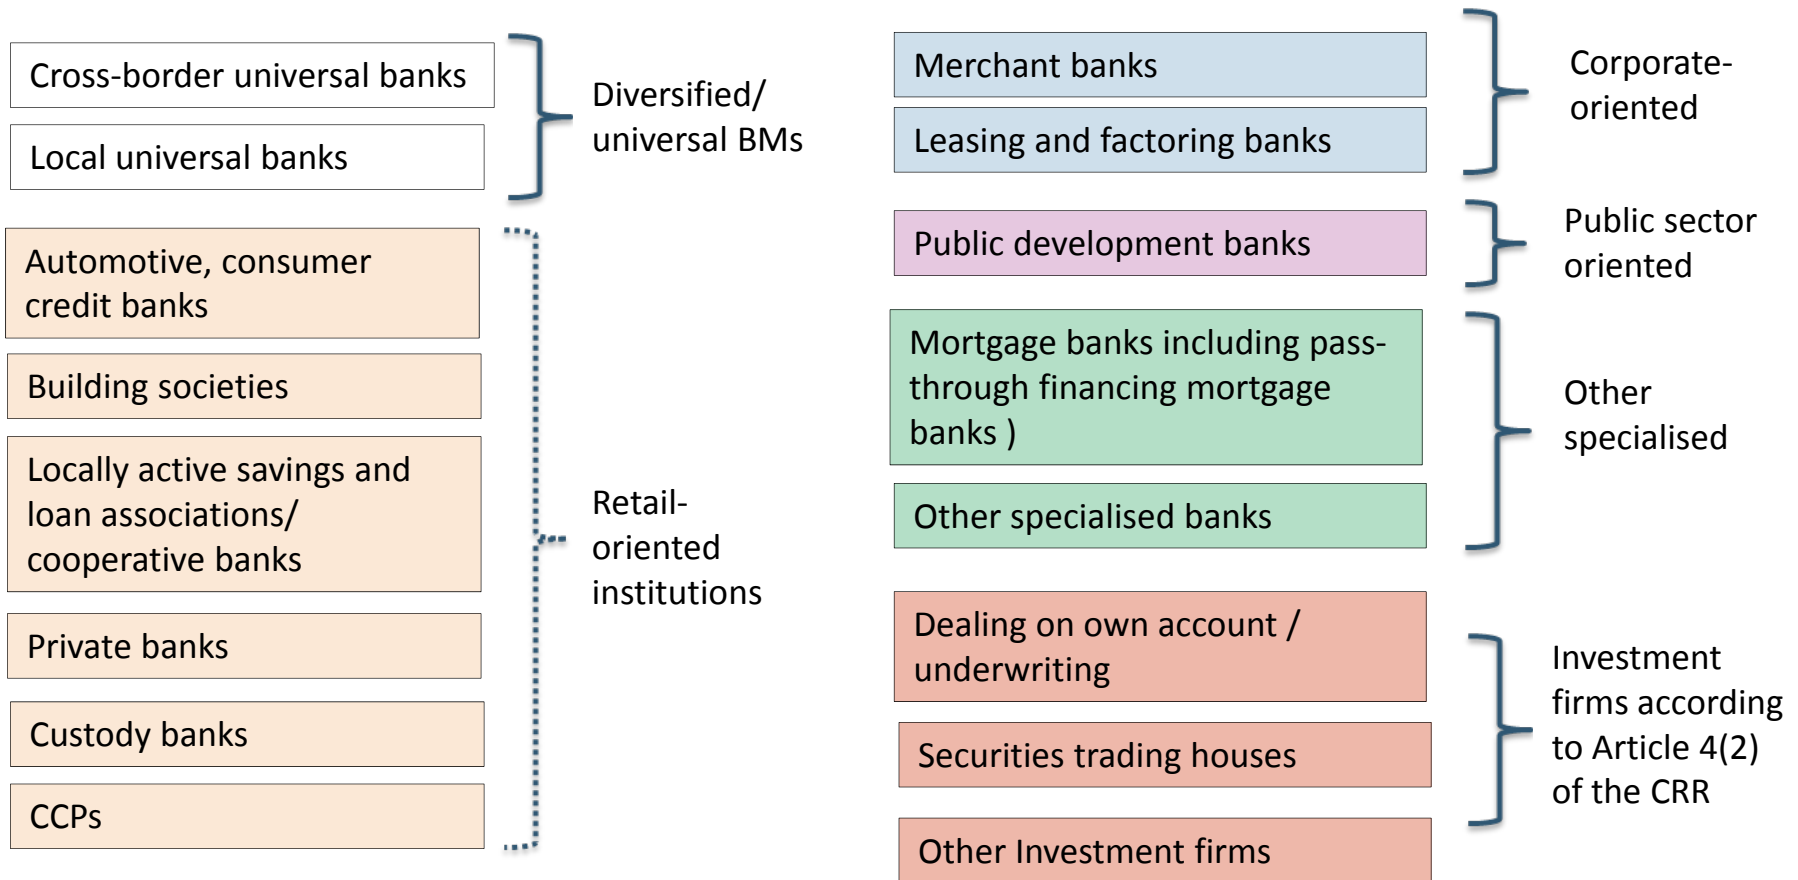 Cross-border universal banks
Local universal banks
Diversified/
universal BMs
Automotive, consumer
credit banks
Building societies
Locally active savings and
loan associations/
cooperative banks
Private banks
Custody banks
CCPs
Retail-
oriented
institutions
Merchant banks
Leasing and factoring banks
Corporate-
oriented
Public development banks
Public sector
oriented
Mortgage banks including pass-
through financing mortgage
banks )
Other specialised banks
Other
specialised
Dealing on own account /
underwriting
Securities trading houses
Other Investment firms
Investment
firms according
to Article 4(2)
of the CRR